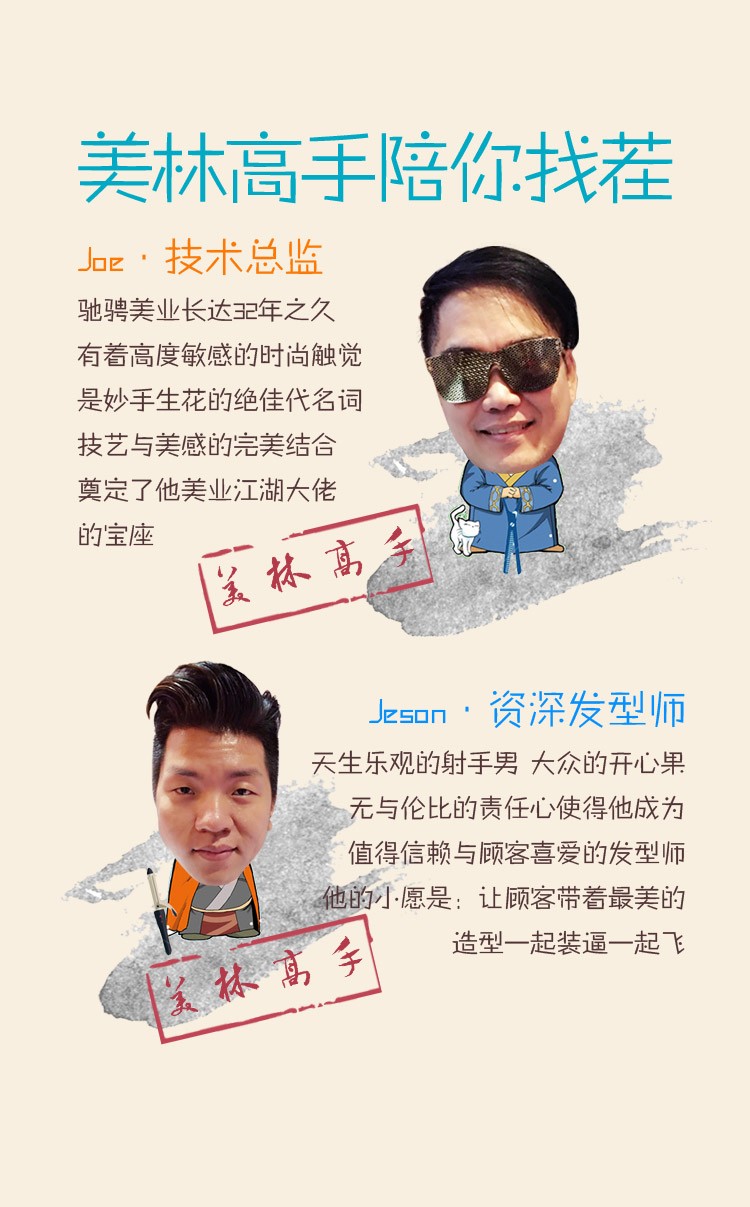 美林高手陪你找茬
Joe · 技术总监
驰骋美业长达32年之久
有着高度敏感的时尚触觉
是妙手生花的绝佳代名词
技艺与美感的完美结合
奠定了他美业江湖大佬
的宝座
美林高手
Jeson · 资深发型师
天生乐观的射手男 大众的开心果
无与伦比的责任心使得他成为
值得信赖与顾客喜爱的发型师
他的小愿是：让顾客带着最美的
造型一起装逼一起飞
美林高手